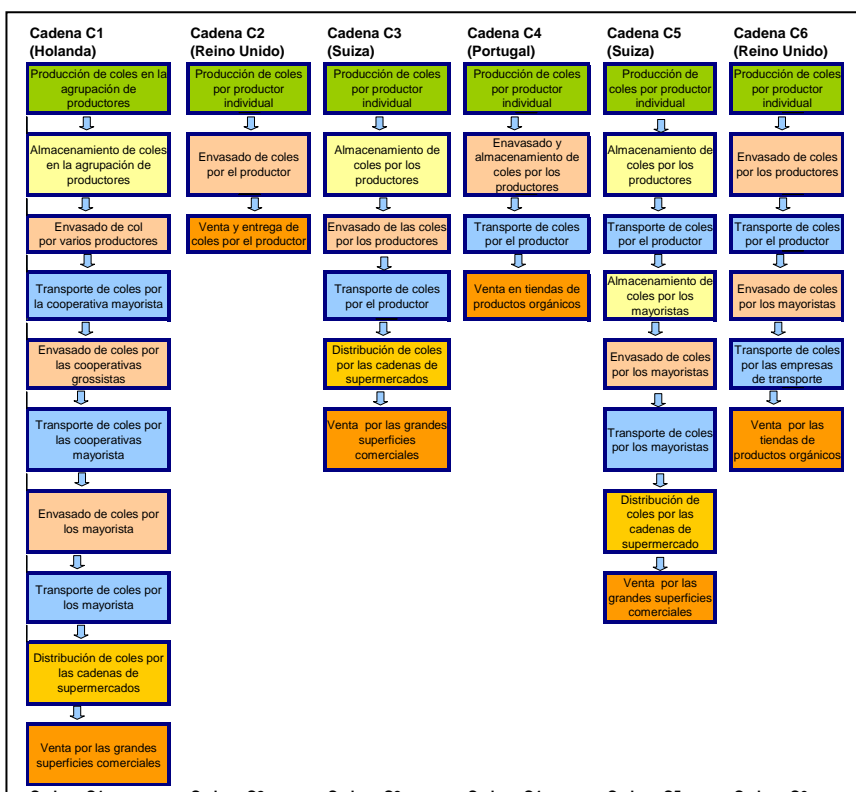 Cadena C1
(Holanda)
Producción de coles en la
agrupación de
productores
Almacenamiento de coles
en la agrupación de
productores
Envasado de col
por varios productores
Transporte de coles por
la cooperativa mayorista
Envasado de coles por
las cooperativas
grossistas
Transporte de coles por
las cooperativas
mayorista
Envasado de coles por
los mayorista
Transporte de coles por
los mayorista
Distribución de coles por
las cadenas de
supermercados
Venta por las grandes
superficies comerciales
Cadena C2
(Reino Unido)
Producción de coles
por productor
individual
Envasado de coles
por el productor
Venta y entrega de
coles por el productor
Cadena C3
(Suiza)
Producción de coles
por productor
individual
Almacenamiento de
coles por los
productores
Envasado de las coles
por los productores
Transporte de coles
por el productor
Distribución de coles
por las cadenas de
supermercados
Venta por las grandes
superficies
comerciales
Cadena C4
(Portugal)
Producción de coles
por productor
individual
Enavasado y
almacenamiento de
coles por los
productores
Transporte de coles
por el productor
Venta en tiendas de
productos orgánicos
Cadena C5
(Suiza)
Producción de
coles por productor
individual
Almacenamiento de
coles por los
productores
Transporte de coles
por el productor
Almacenamiento de
coles por los
mayoristas
Envasado de coles
por los mayoristas
Transporte de coles
por los mayoristas
Distribución de
coles por las
cadenas de
supermercado
Venta por las
grandes superficies
comerciales
Cadena C6
(Reino Unido)
Producción de coles
por productor
individual
Envasado de coles
por los productores
Transporte de coles
por el productor
Envasado de coles
por los mayoristas
Transporte de coles
por las empresas
de transporte
Venta por las
tiendas de
productos orgánicos